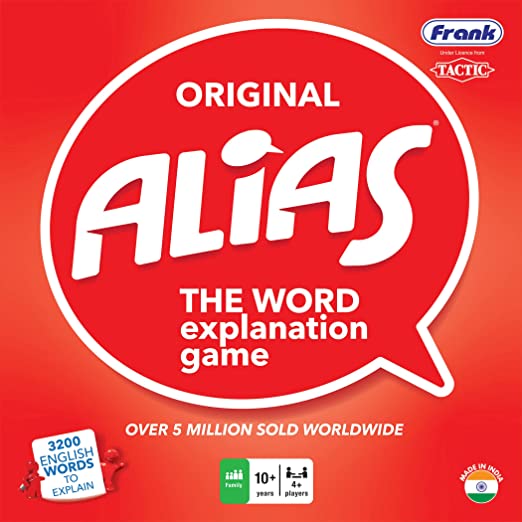 Frank
Under Licence from
TACTIC
ORIGINAL
ALiAS®
THE WORD
explanation
game
OVER 5 MILLION SOLD WORLDWIDE
3200
ENGLISH
WORDS
TO
EXPLAIN
Family
10+
years
4+
players
MADE IN INDIA